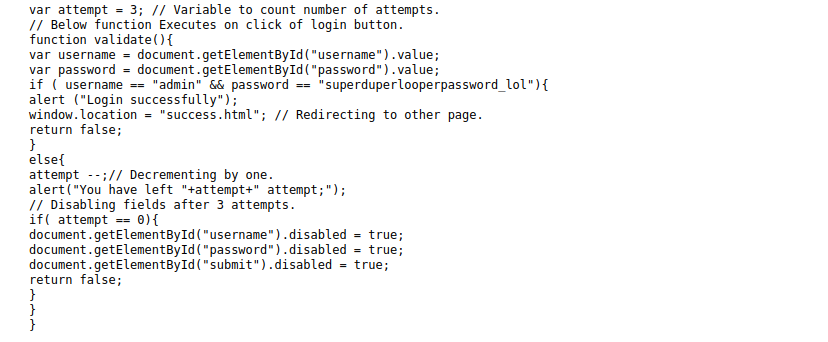 var attempt = 3; // Variable to count number of attempts.
// Below function Executes on click of login button.
function validate(){
var username = document.getElementById("username").value;
var password = document.getElementById("password").value;
if ( username == "admin" && password == "superduperlooperpassword_lol"){
alert ("Login successfully");
window.location = "success.html"; // Redirecting to other page.
return false;
}
else{
attempt --;// Decrementing by one.
alert("You have left "+attempt+" attempt;");
// Disabling fields after 3 attempts.
if( attempt == 0){
document.getElementById("username").disabled = true;
document.getElementById("password").disabled = true;
document.getElementById("submit").disabled = true;
return false;
}
}
}